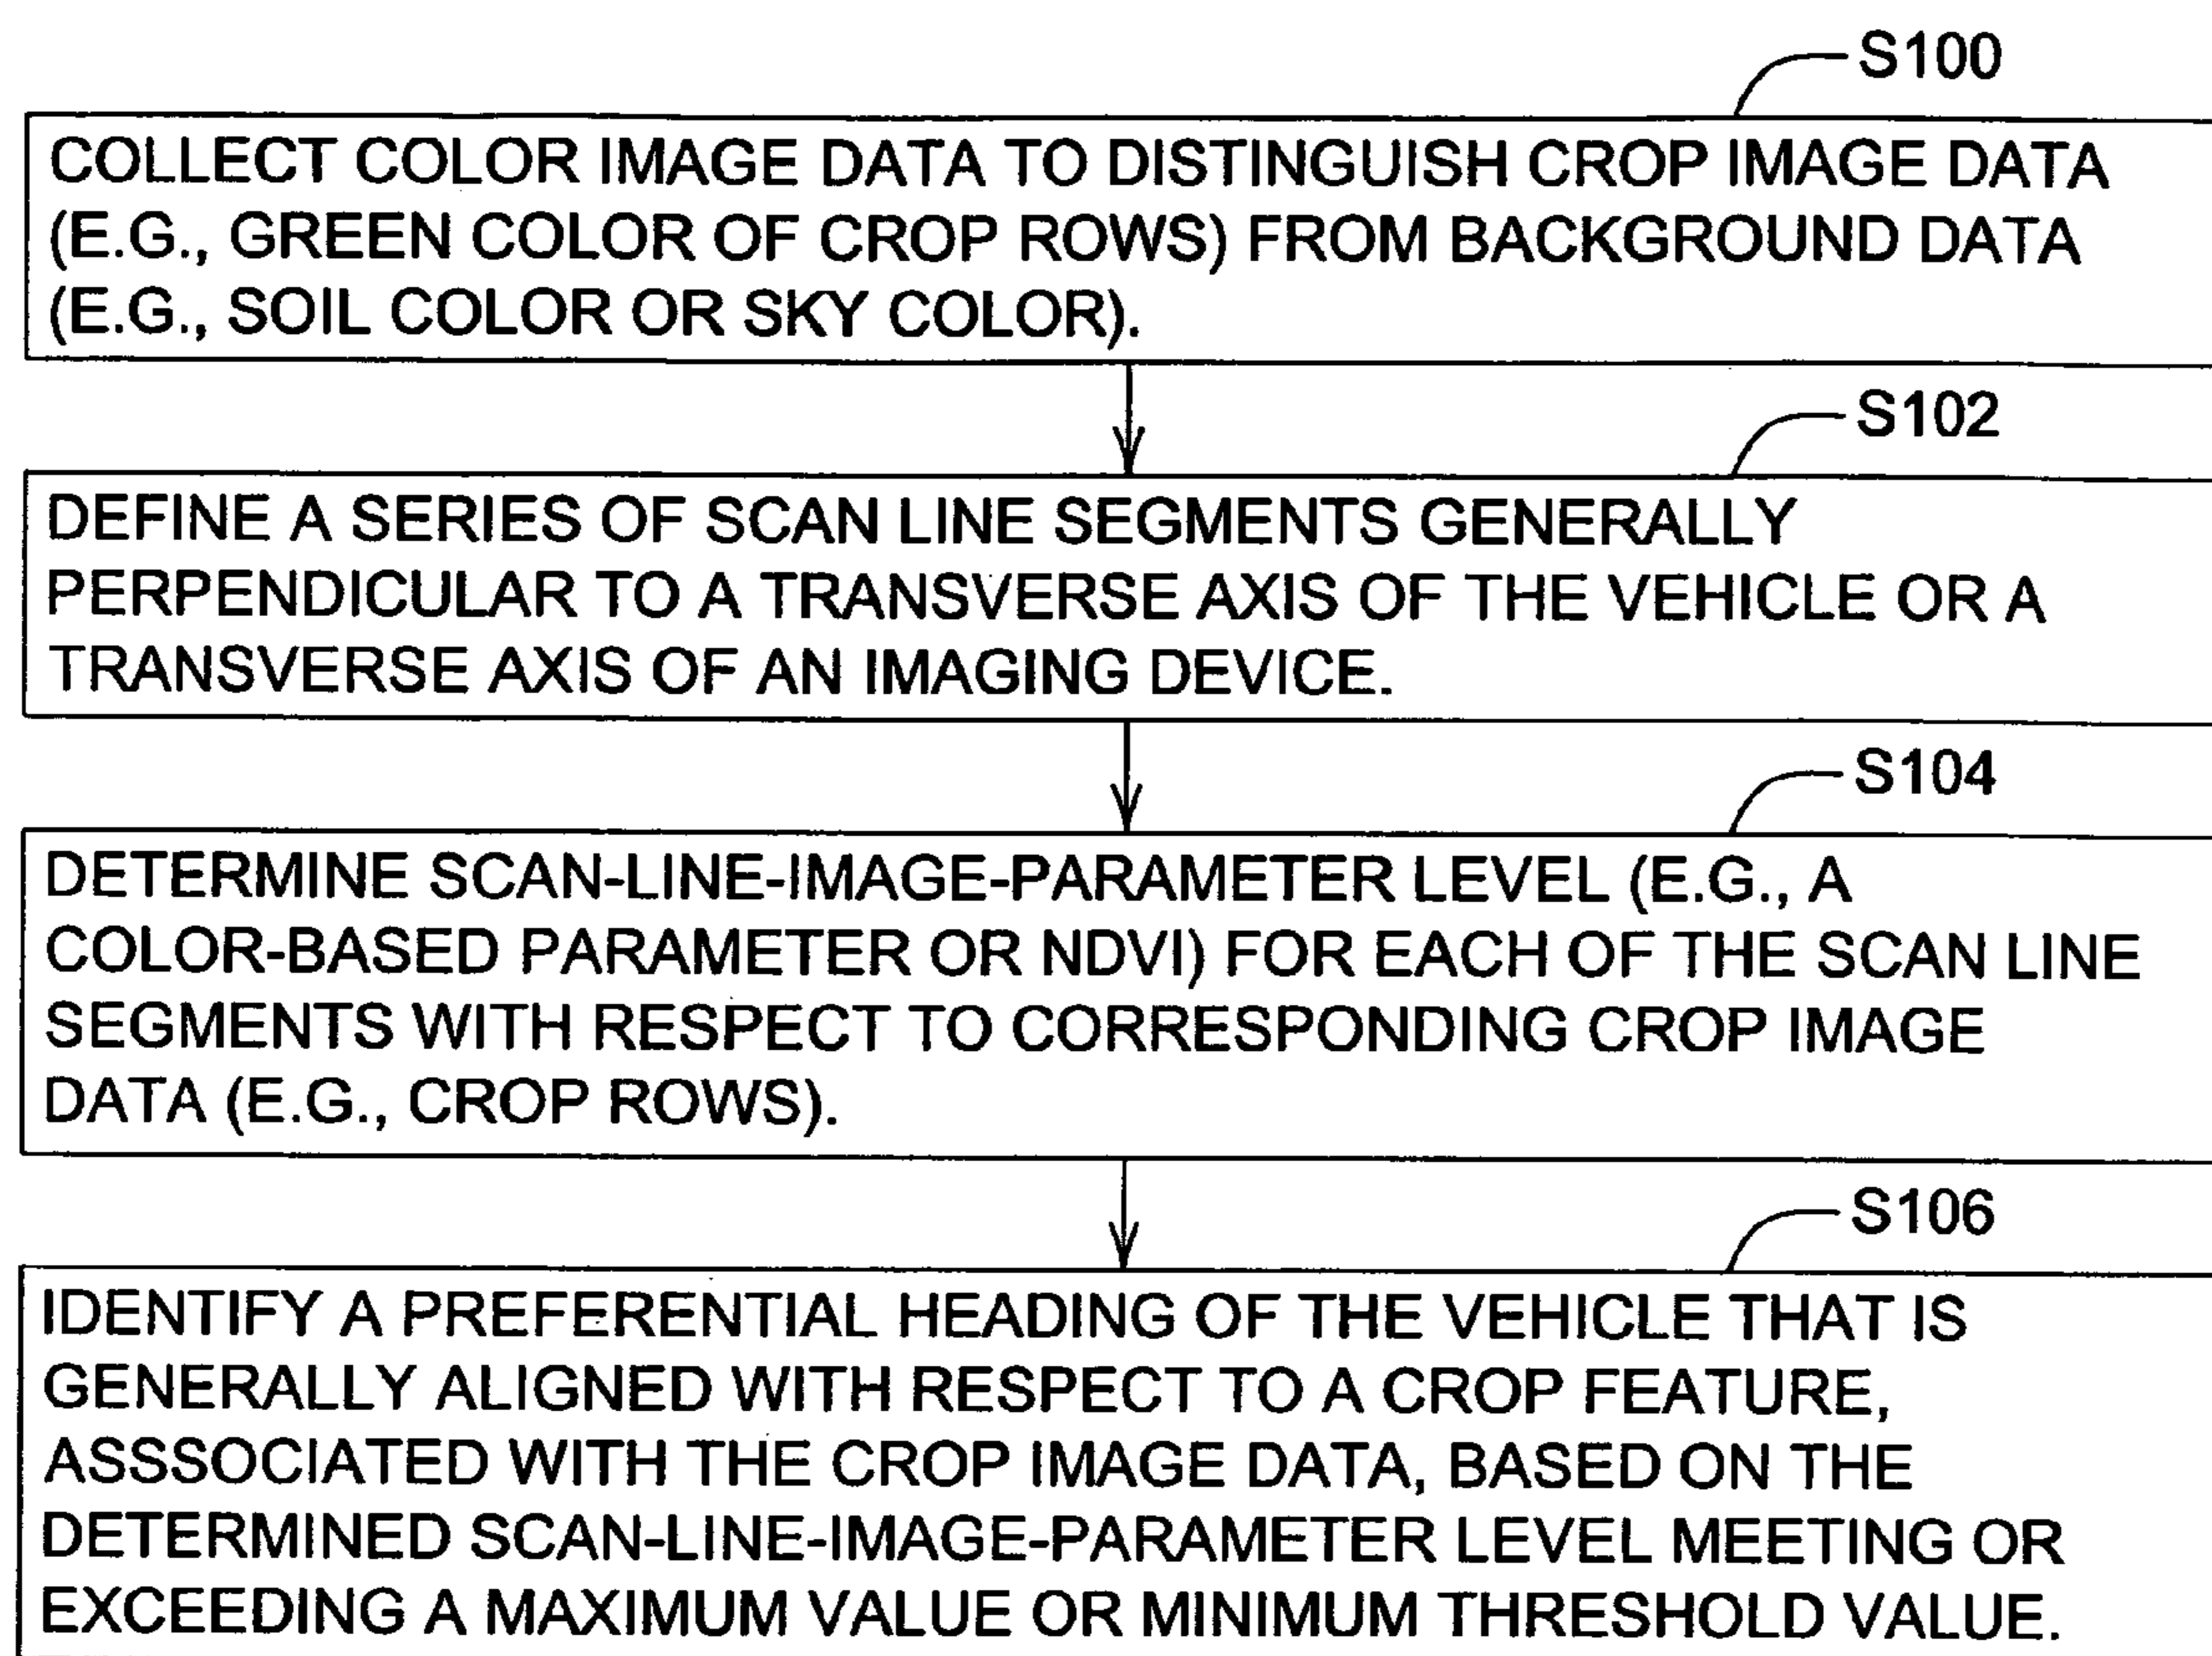 S100
COLLECT COLOR IMAGE DATA TO DISTINGUISH CROP IMAGE DATA
(E.G., GREEN COLOR OF CROP ROWS) FROM BACKGROUND DATA
(E.G., SOIL COLOR OR SKY COLOR).
S102
DEFINE A SERIES OF SCAN LINE SEGMENTS GENERALLY
PERPENDICULAR TO A TRANSVERSE AXIS OF THE VEHICLE OR A
TRANSVERSE AXIS OF AN IMAGING DEVICE.
S104
DETERMINE SCAN-LINE-IMAGE-PARAMETER LEVEL (E.G., A
COLOR-BASED PARAMETER OR NDVI) FOR EACH OF THE SCAN LINE
SEGMENTS WITH RESPECT TO CORRESPONDING CROP IMAGE
DATA (E.G., CROP ROWS).
S106
IDENTIFY A PREFERENTIAL HEADING OF THE VEHICLE THAT IS
GENERALLY ALIGNED WITH RESPECT TO A CROP FEATURE,
ASSSOCIATED WITH THE CROP IMAGE DATA, BASED ON THE
DETERMINED SCAN-LINE-IMAGE-PARAMETER LEVEL MEETING OR
EXCEEDING A MAXIMUM VALUE OR MINIMUM THRESHOLD VALUE.